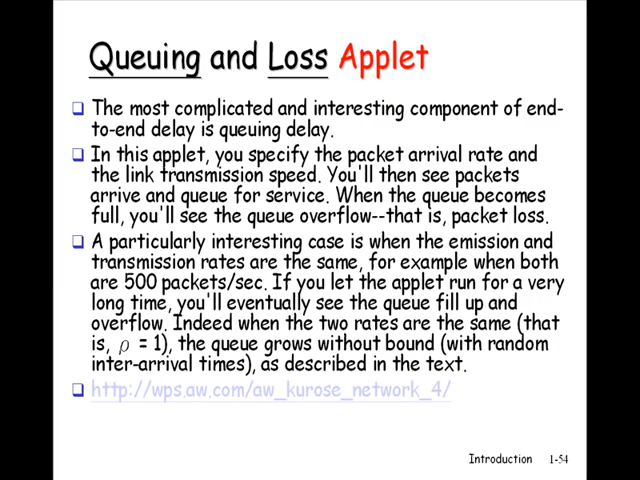 Queuing and Loss Applet
The most complicated and interesting component of end-
to-end delay is queuing delay.
In this applet, you specify the packet arrival rate and
the link transmission speed. You'll then see packets
arrive and queue for service. When the queue becomes
full, you'll see the queue overflow--that is, packet loss.
A particularly interesting case is when the emission and
transmission rates are the same, for example when both
are 500 packets/sec. If you let the applet run for a very
long time, you'll eventually see the queue fill up and
overflow. Indeed when the two rates are the same (that
is, ρ = 1), the queue grows without bound (with random
inter-arrival times), as described in the text.
http://wps.aw.com/aw_kurose_network_4/
Introduction 1-54